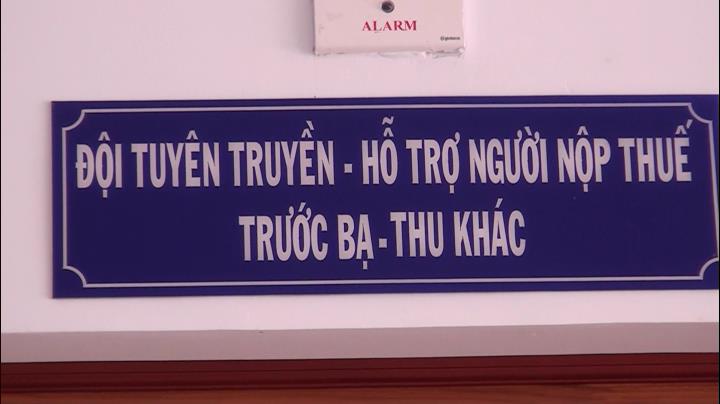 ALARM
ĐỘI TUYÊN TRUYỀN - HỖ TRỢ NGƯỜI NỘP THUẾ
TRƯỚC BẠ - THU KHÁC